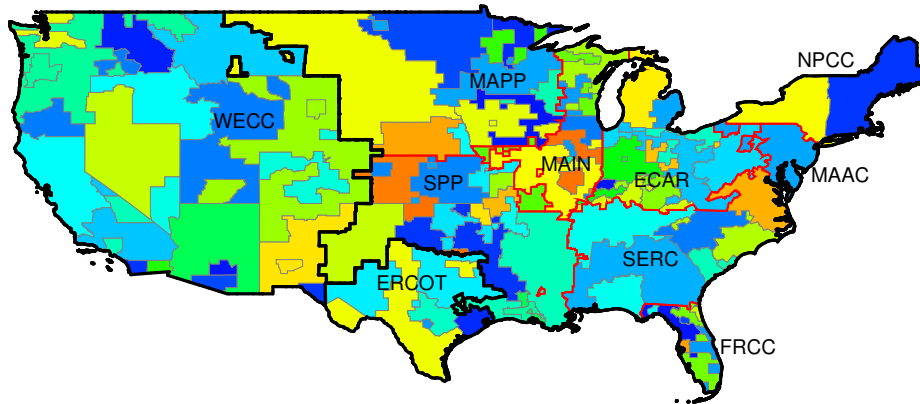 NPCC
MAPP
WECC
MAIN
MAAC
SPP
ECAR
SERC
ERCOT
FRCC